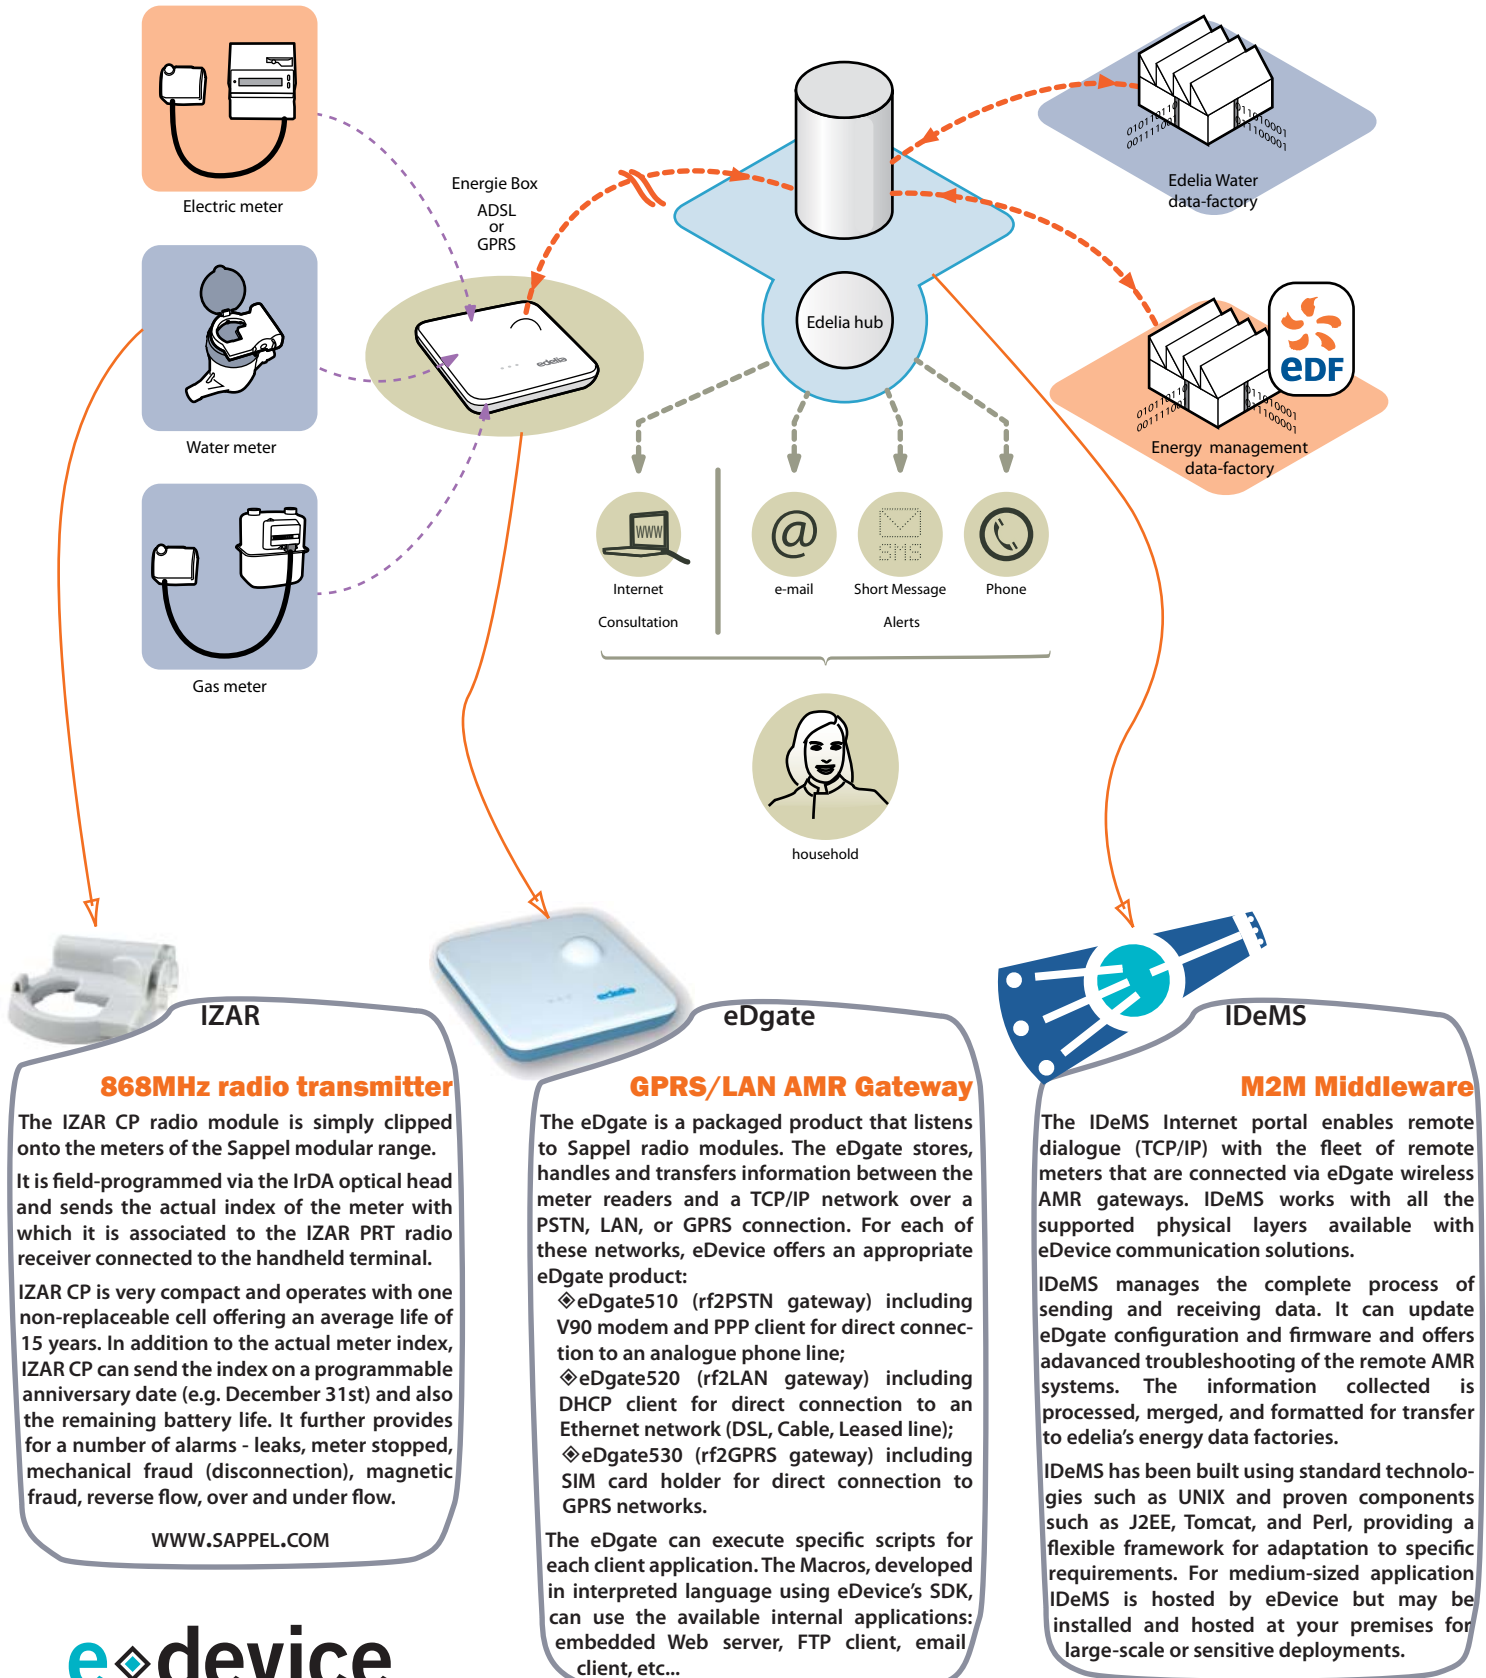 Electric meter
Water meter
Gas meter
Energie Box
ADSL
or
GPRS
edelia
Edelia hub
010110110
001111001
011010001
11100001
Edelia Water
data-factory
eDF
Energy management
data-factory
WWW
@
SMS
Internet
Consultation
e-mail
Short Message
Phone
Alerts
household
edelia
IZAR
868MHz radio transmitter
The IZAR CP radio module is simply clipped
onto the meters of the Sappel modular range.
It is field-programmed via the IrDA optical head
and sends the actual index of the meter with
which it is associated to the IZAR PRT radio
receiver connected to the handheld terminal.
IZAR CP is very compact and operates with one
non-replaceable cell offering an average life of
15 years. In addition to the actual meter index,
IZAR CP can send the index on a programmable
anniversary date (e.g. December 31st) and also
the remaining battery life. It further provides
for a number of alarms - leaks, meter stopped,
mechanical fraud (disconnection), magnetic
fraud, reverse flow, over and under flow.
WWW.SAPPEL.COM
e device
eDgate
GPRS/LAN AMR Gateway
The eDgate is a packaged product that listens
to Sappel radio modules. The eDgate stores,
handles and transfers information between the
meter readers and a TCP/IP network over a
PSTN, LAN, or GPRS connection. For each of
these networks, eDevice offers an appropriate
eDgate product:
eDgate510 (rf2PSTN gateway) including
V90 modem and PPP client for direct connec-
tion to an analogue phone line;
eDgate520 (rf2LAN gateway) including
DHCP client for direct connection to an
Ethernet network (DSL, Cable, Leased line);
eDgate530 (rf2GPRS gateway) including
SIM card holder for direct connection to
GPRS networks.
The eDgate can execute specific scripts for
each client application. The Macros, developed
in interpreted language using eDevice's SDK,
can use the available internal applications:
embedded Web server, FTP client, email
client, etc...
IDeMS
M2M Middleware
The IDeMS Internet portal enables remote
dialogue (TCP/IP) with the fleet of remote
meters that are connected via eDgate wireless
AMR gateways. IDeMS works with all the
supported physical layers available with
eDevice communication solutions.
IDeMS manages the complete process of
sending and receiving data. It can update
eDgate configuration and firmware and offers
adavanced troubleshooting of the remote AMR
systems. The information collected is
processed, merged, and formatted for transfer
to edelia's energy data factories.
IDeMS has been built using standard technolo-
gies such as UNIX and proven components
such as J2EE, Tomcat, and Perl, providing a
flexible framework for adaptation to specific
requirements. For medium-sized application
IDeMS is hosted by eDevice but may be
installed and hosted at your premises for
large-scale or sensitive deployments.